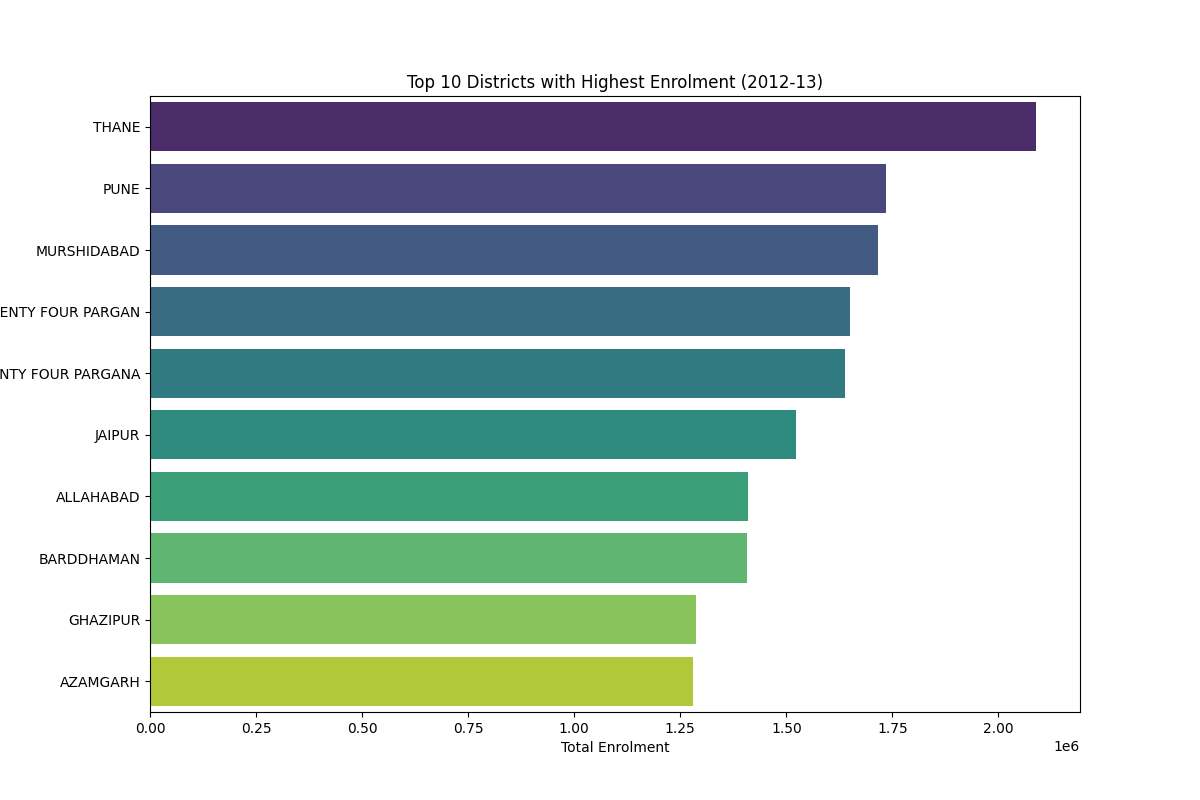 Top 10 Districts with Highest Enrolment (2012-13)
THANE
PUNE
MURSHIDABAD
ENTY FOUR PARGAN
NTY FOUR PARGANA
JAIPUR
ALLAHABAD
BARDDHAMAN
GHAZIPUR
AZAMGARH
0.00 0.25 0.50 0.75 1.00 1.25 1.50 1.75 2.00
Total Enrolment
1e6